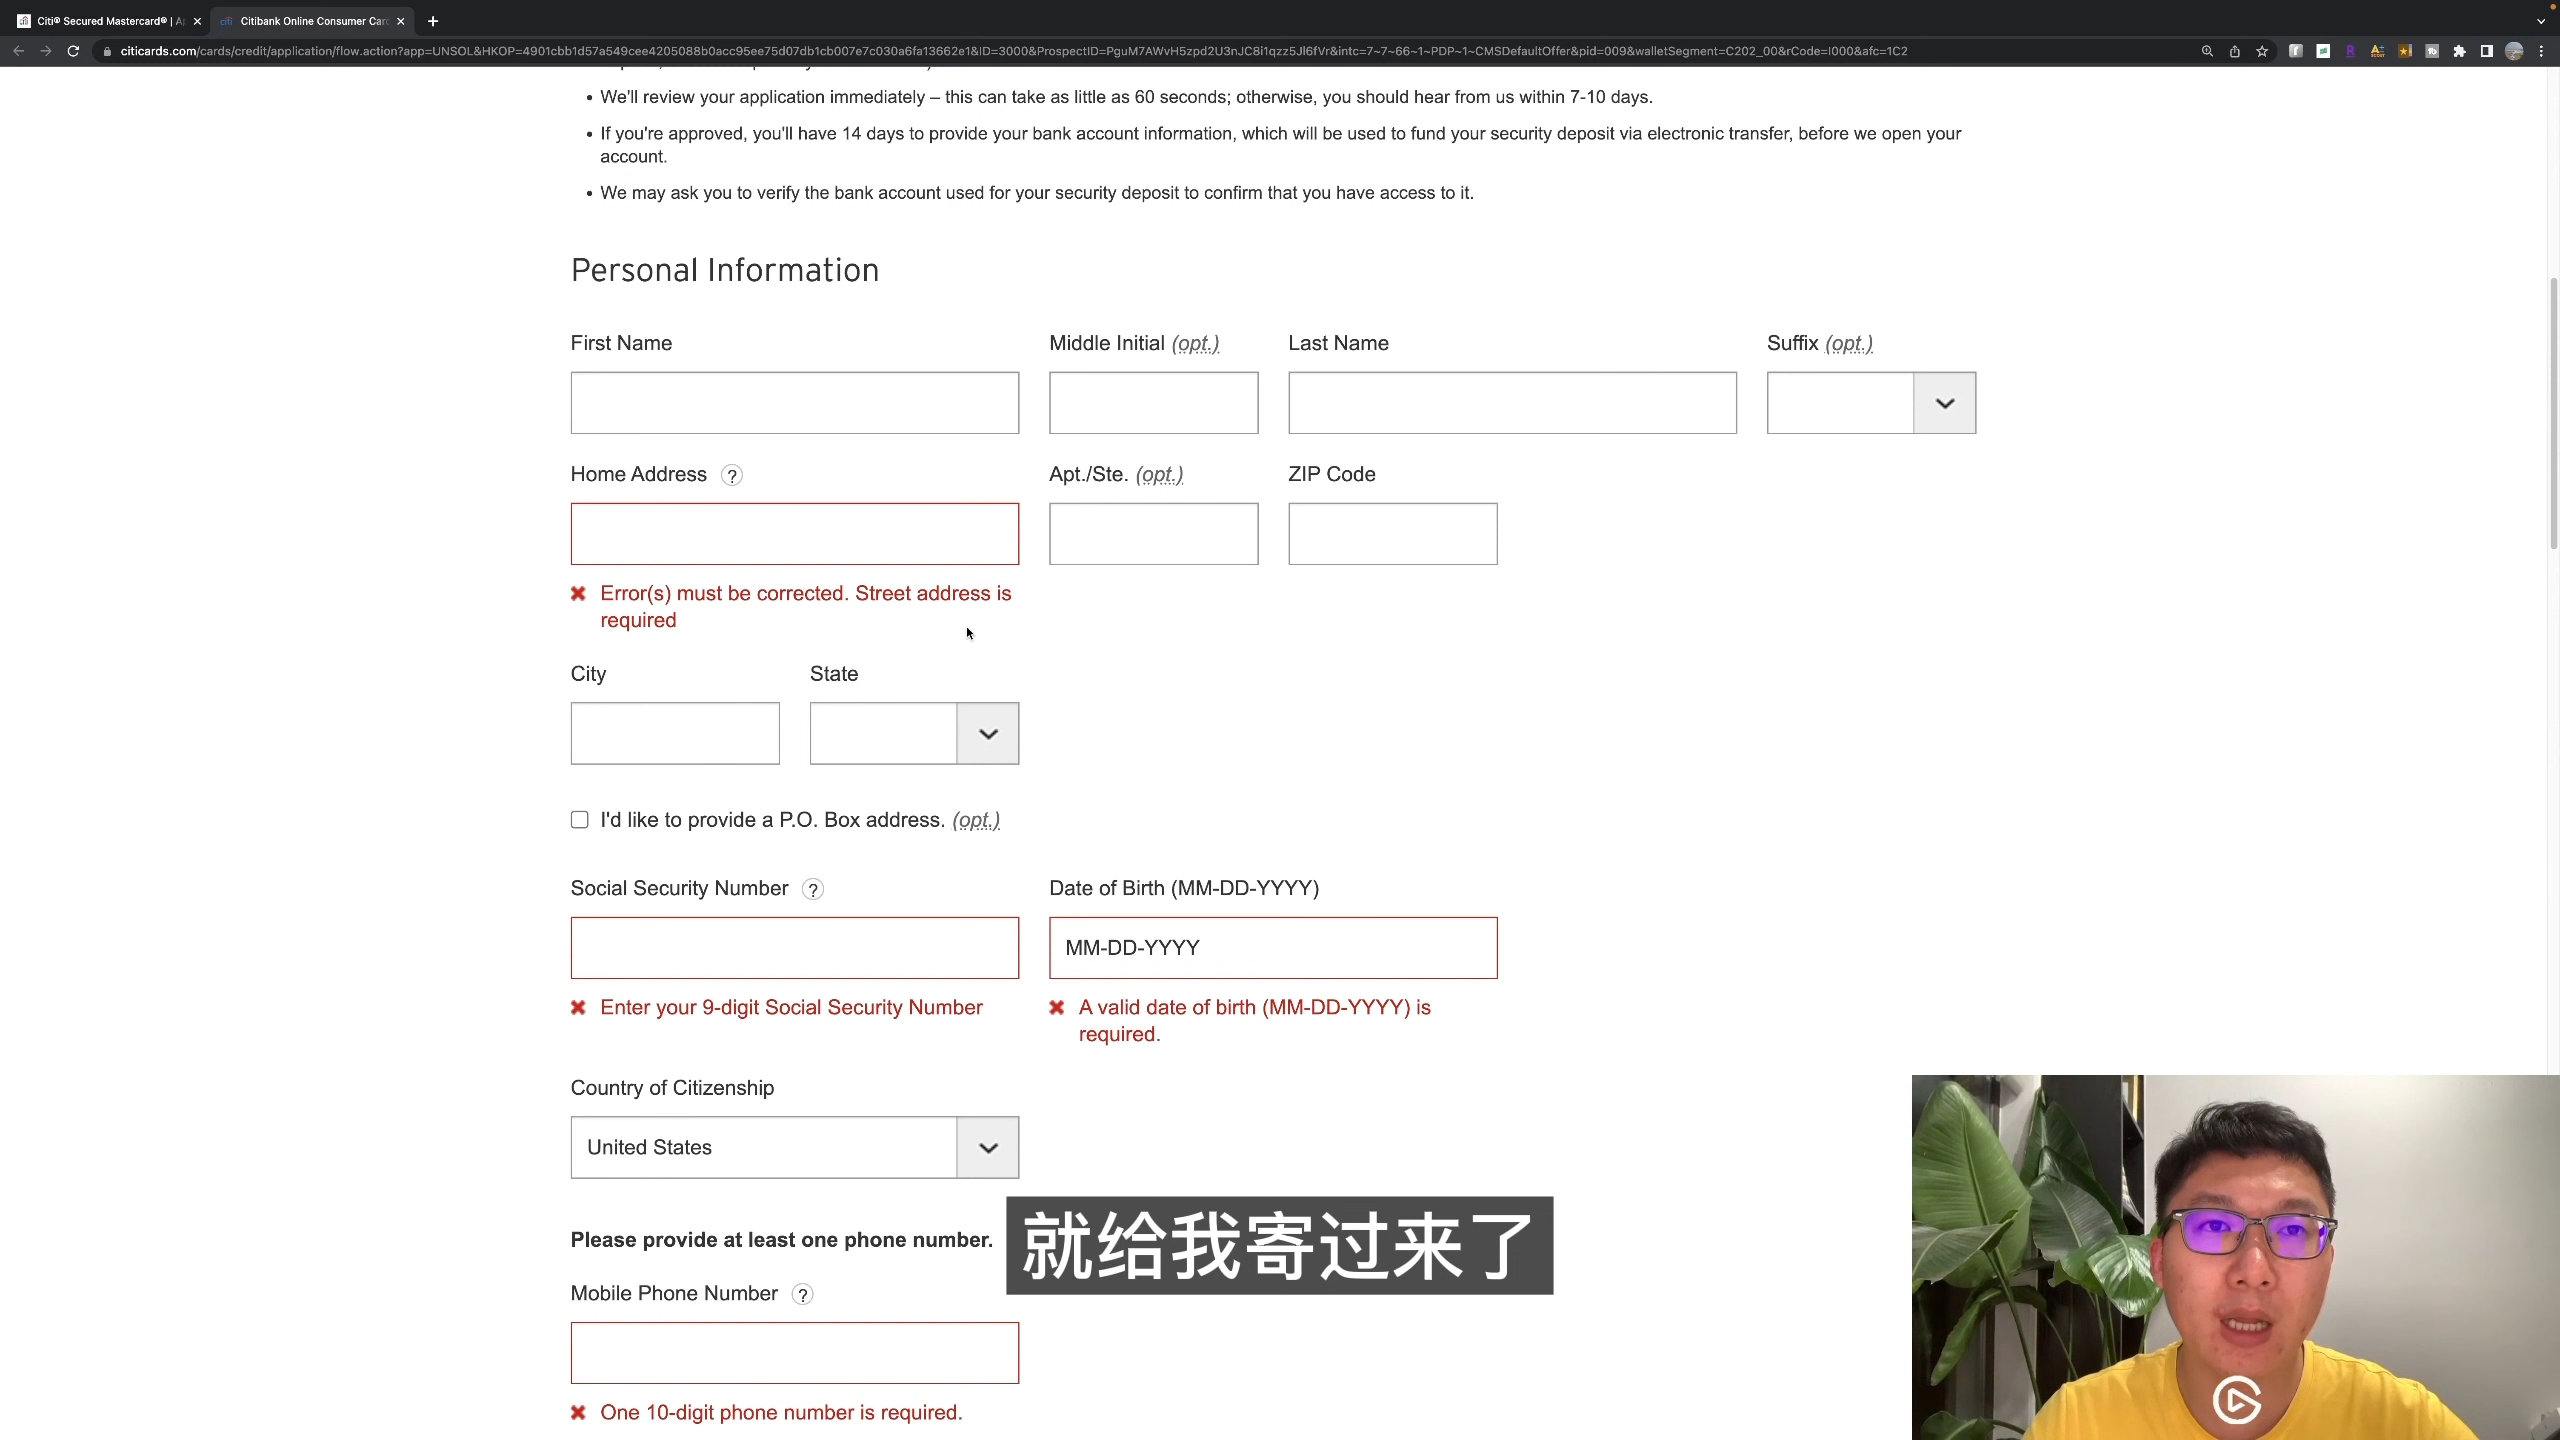 Citi® Secured Mastercard® | A
Citibank Online Consumer Car
citicards.com/cards/credit/application/flow.action?app=UNSOL&HKOP=4901cbb1d57a549cee4205088b0acc95ee75d07db1cb007e7c030a6fa13662e1&ID=3000&ProspectID=PguM7AWvH5zpd2U3nJC8i1qzz5Jl6fVr&intc=7~7~66~1~PDP~1~CMSDefaultOffer&pid=009&walletSegment=C202_00&rCode=I000&afc=1C2
• We'll review your application immediately – this can take as little as 60 seconds; otherwise, you should hear from us within 7-10 days.
• If you're approved, you'll have 14 days to provide your bank account information, which will be used to fund your security deposit via electronic transfer, before we open your
account.
• We may ask you to verify the bank account used for your security deposit to confirm that you have access to it.
Personal Information
First Name Middle Initial (opt.) Last Name Suffix (opt.)
Home Address ? Apt./Ste. (opt.) ZIP Code
Error(s) must be corrected. Street address is
required
City State
I'd like to provide a P.O. Box address. (opt.)
Social Security Number ? Date of Birth (MM-DD-YYYY)
MM-DD-YYYY
Enter your 9-digit Social Security Number A valid date of birth (MM-DD-YYYY) is
required.
Country of Citizenship
United States
Please provide at least one phone number.
就给我寄过来了
Mobile Phone Number ?
One 10-digit phone number is required.